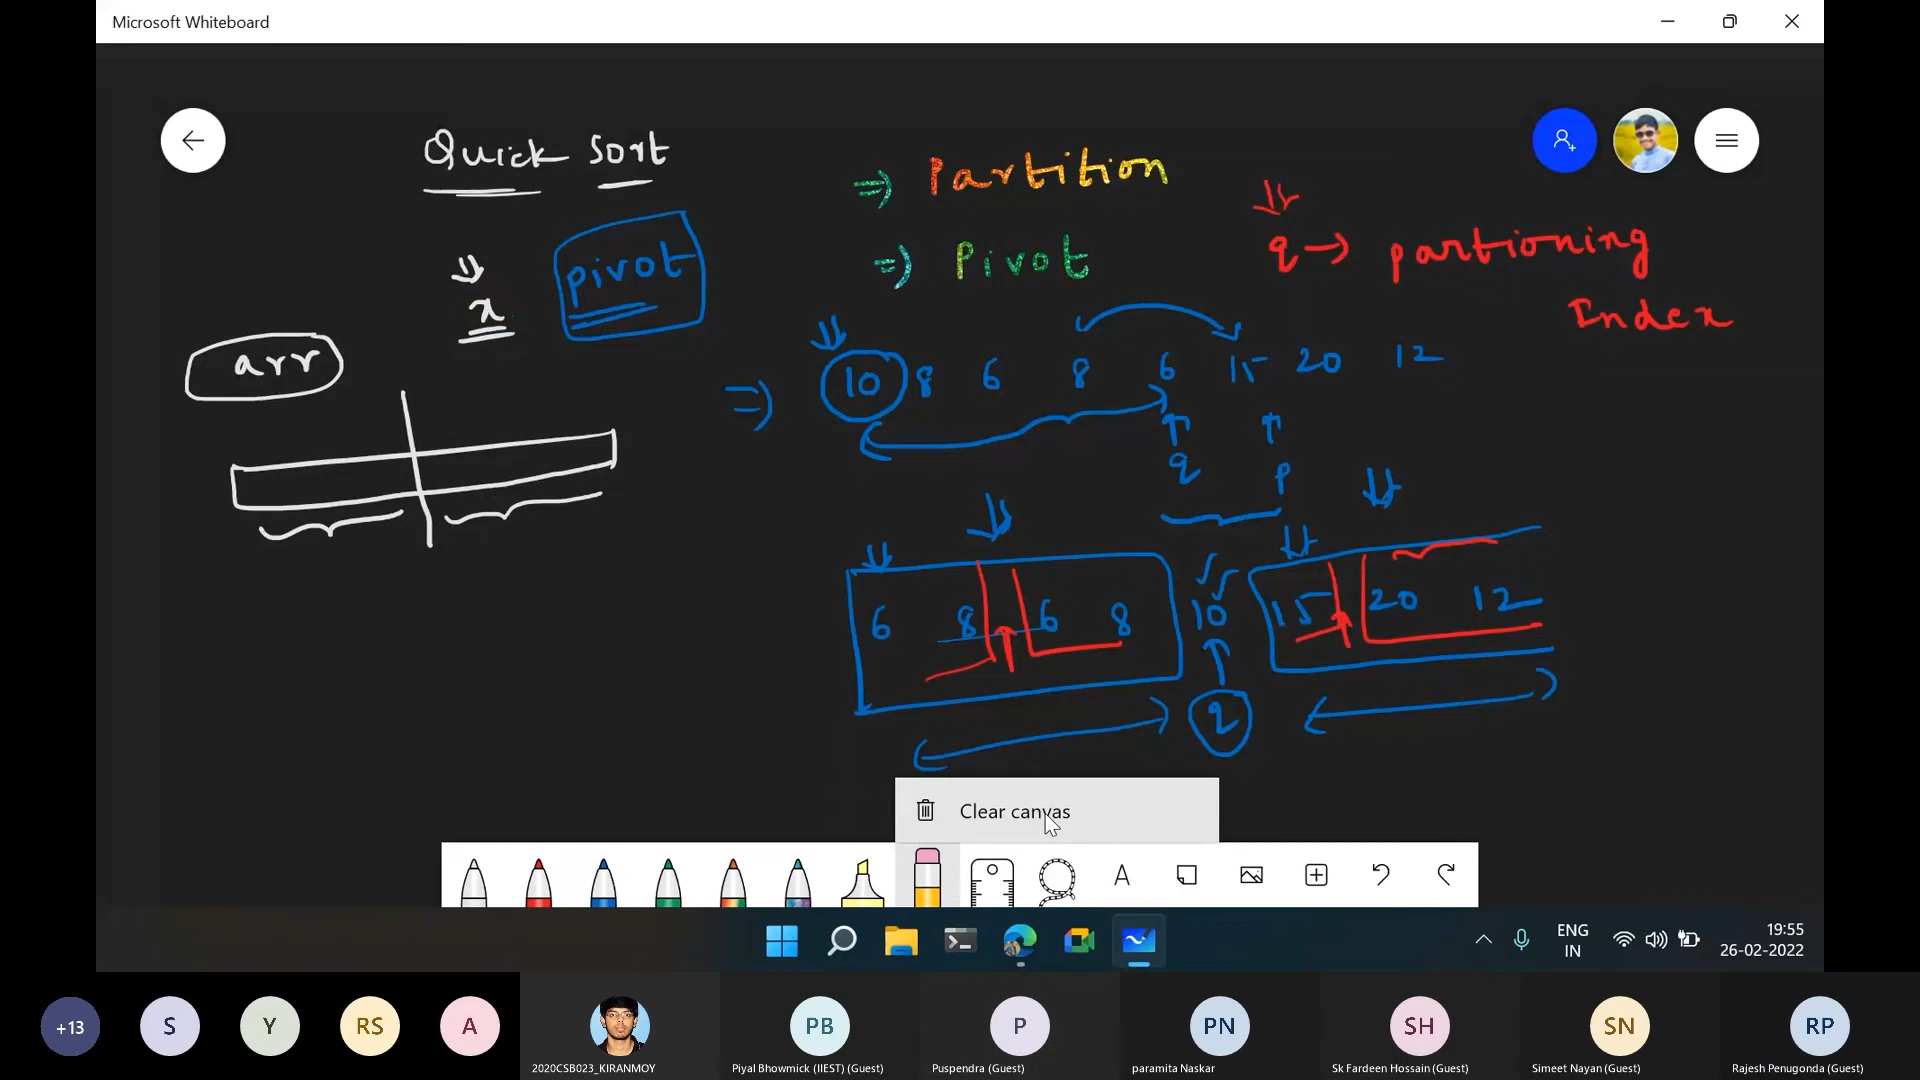 Microsoft Whiteboard
Quick Sort
⇒ Partition
⇒ Pivot
q → partioning
Index
x
pivot
arr
⇒ 10 8 6 8 6 15 20 12
q p
6 8 6 8 10 15 20 12
q
Clear canvas
A
ENG
IN
19:55
26-02-2022
+13
S
Y
RS
A
PB
P
PN
SH
SN
RP
2020CSB023_KIRANMOY
Piyal Bhowmick (IIEST) (Guest)
Puspendra (Guest)
paramita Naskar
Sk Fardeen Hossain (Guest)
Simeet Nayan (Guest)
Rajesh Penugonda (Guest)